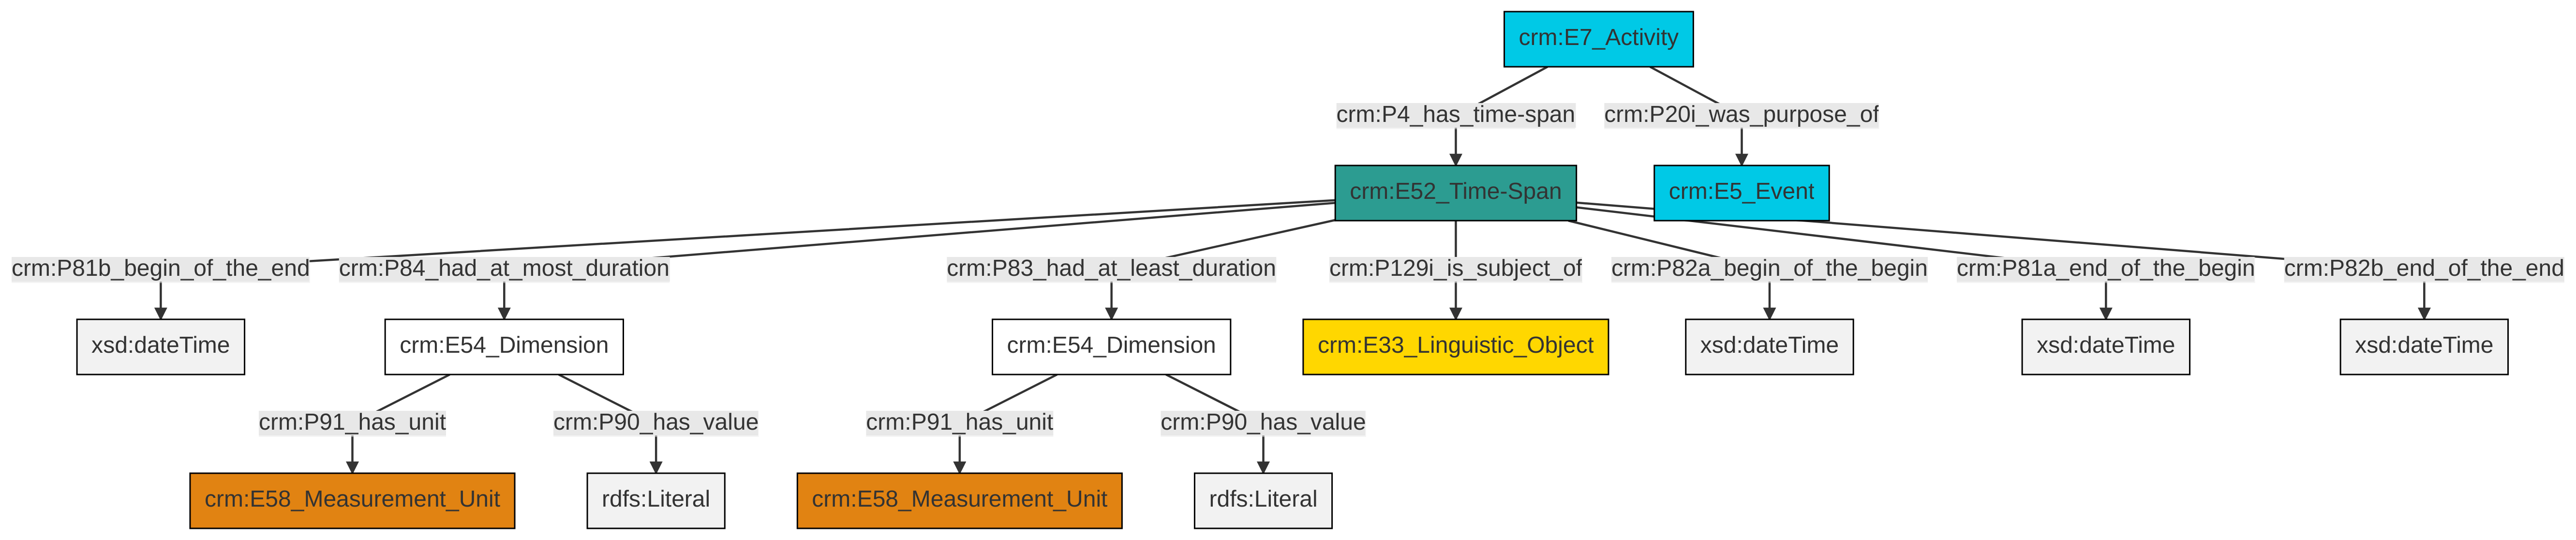 crm:E7_Activity
crm:P4_has_time-span
crm:P20i_was_purpose_of
crm:E52_Time-Span
crm:E5_Event
crm:P81b_begin_of_the_end
crm:P84_had_at_most_duration
crm:P83_had_at_least_duration
crm:P129i_is_subject_of
crm:P82a_begin_of_the_begin
crm:P81a_end_of_the_begin
crm:P82b_end_of_the_end
xsd:dateTime
crm:E54_Dimension
crm:E54_Dimension
crm:E33_Linguistic_Object
xsd:dateTime
xsd:dateTime
xsd:dateTime
crm:P91_has_unit
crm:P90_has_value
crm:P91_has_unit
crm:P90_has_value
crm:E58_Measurement_Unit
rdfs:Literal
crm:E58_Measurement_Unit
rdfs:Literal